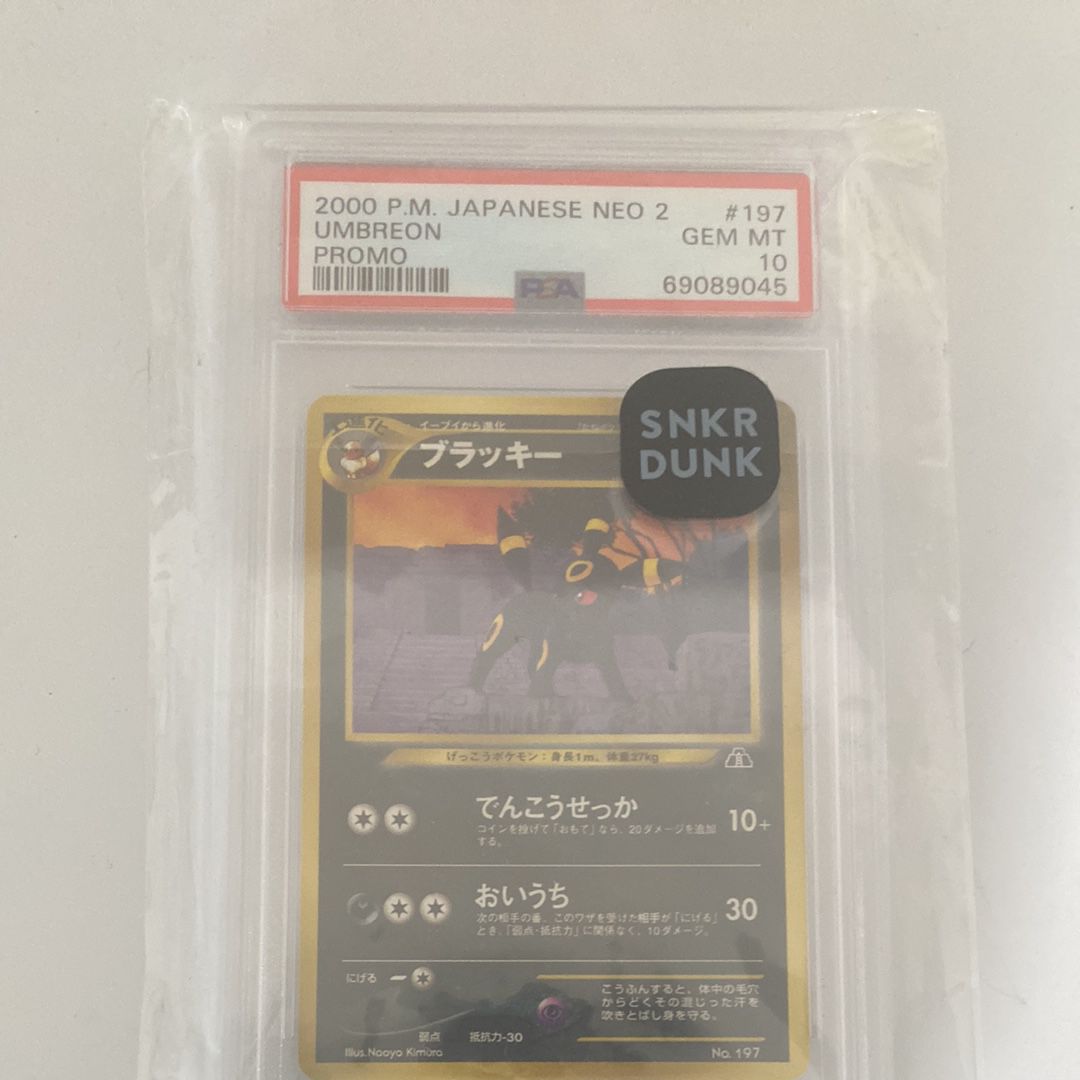 2000 P.M. JAPANESE NEO 2 #197
UMBREON GEM MT
PROMO 10
PSA 69089045
SNKR
DUNK
イーブイから進化
ブラッキー
げっこうポケモン：身長1m、体重27kg
でんこうせっか 10+
コインを投げて「おもて」なら、20ダメージを追加
する。
おいうち 30
次の相手の番、このワザを受けた相手が「にげる」
とき、「弱点・抵抗力」に関係なく、10ダメージ。
にげる
こうふんすると、体中の毛穴
からどくその混じった汗を
吹きとばし身を守る。
弱点 抵抗力-30
Illus. Naoyo Kimura No. 197